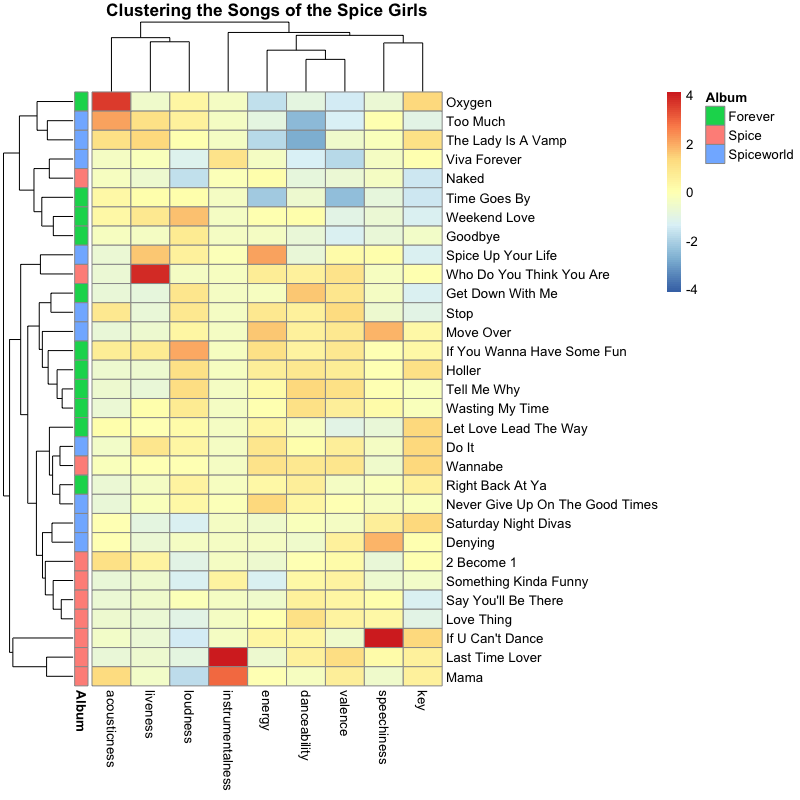 Clustering the Songs of the Spice Girls
Oxygen
Too Much
The Lady Is A Vamp
Viva Forever
Naked
Time Goes By
Weekend Love
Goodbye
Spice Up Your Life
Who Do You Think You Are
Get Down With Me
Stop
Move Over
If You Wanna Have Some Fun
Holler
Tell Me Why
Wasting My Time
Let Love Lead The Way
Do It
Wannabe
Right Back At Ya
Never Give Up On The Good Times
Saturday Night Divas
Denying
2 Become 1
Something Kinda Funny
Say You'll Be There
Love Thing
If U Can't Dance
Last Time Lover
Mama
Album
acousticness
liveness
loudness
instrumentalness
energy
danceability
valence
speechiness
key
4
2
0
-2
-4
Album
Forever
Spice
Spiceworld